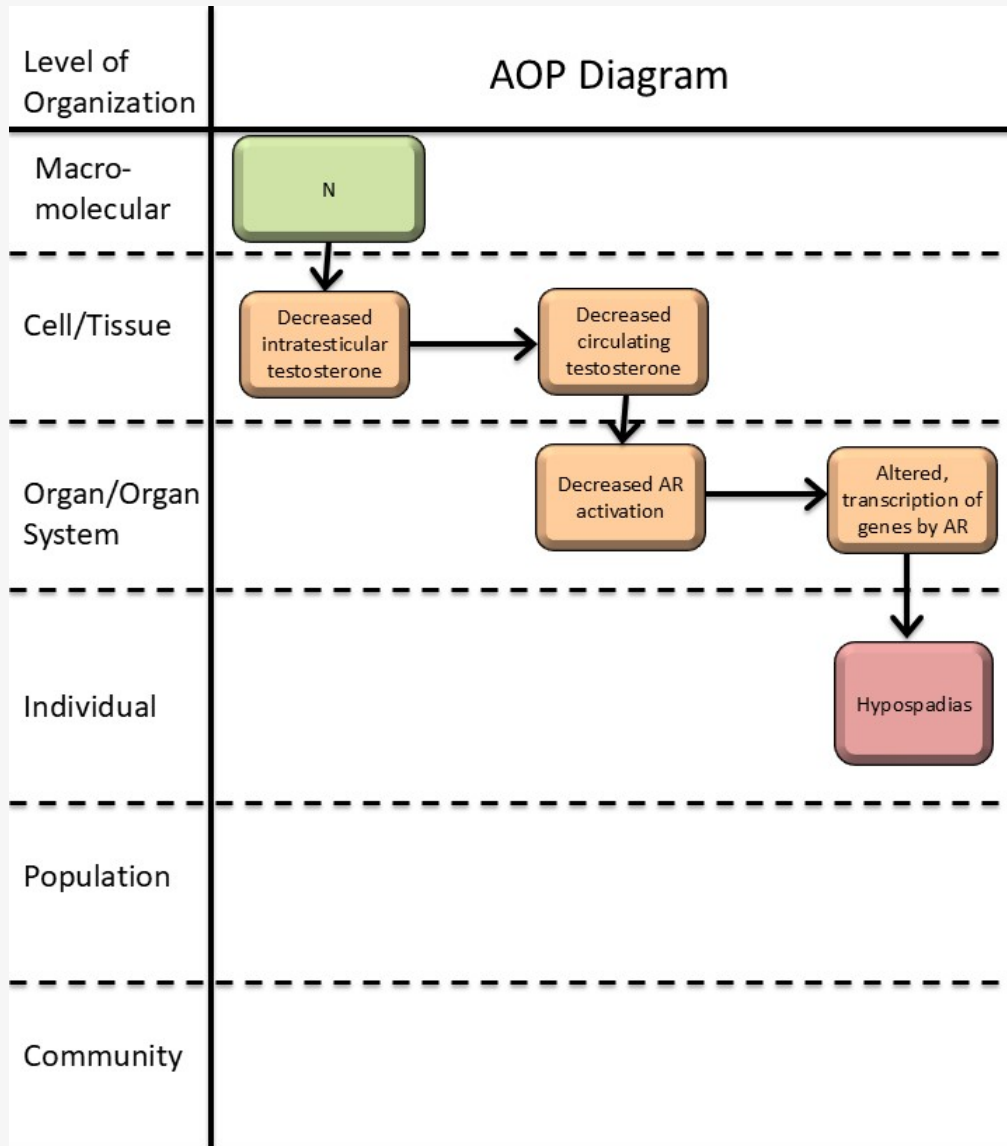 Level of
Organization
AOP Diagram
Macro-
molecular
N
Cell/Tissue
Decreased
intratesticular
testosterone
Decreased
circulating
testosterone
Organ/Organ
System
Decreased AR
activation
Altered,
transcription of
genes by AR
Individual
Hypospadias
Population
Community